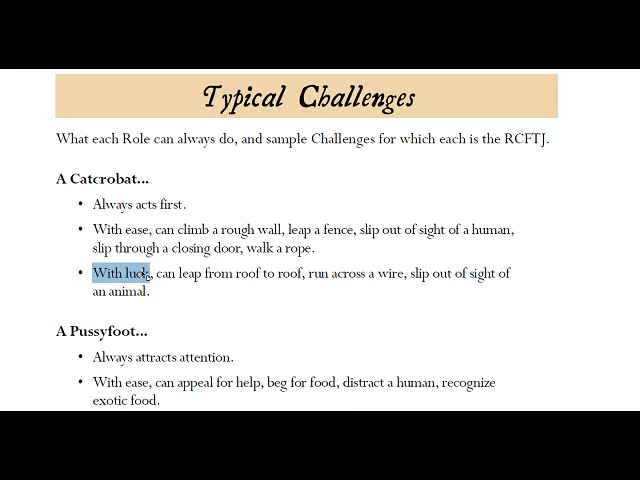 Typical Challenges
What each Role can always do, and sample Challenges for which each is the RCFTJ.
A Catcrobat...
• Always acts first.
• With ease, can climb a rough wall, leap a fence, slip out of sight of a human,
slip through a closing door, walk a rope.
• With luck, can leap from roof to roof, run across a wire, slip out of sight of
an animal.
A Pussyfoot...
• Always attracts attention.
• With ease, can appeal for help, beg for food, distract a human, recognize
exotic food.